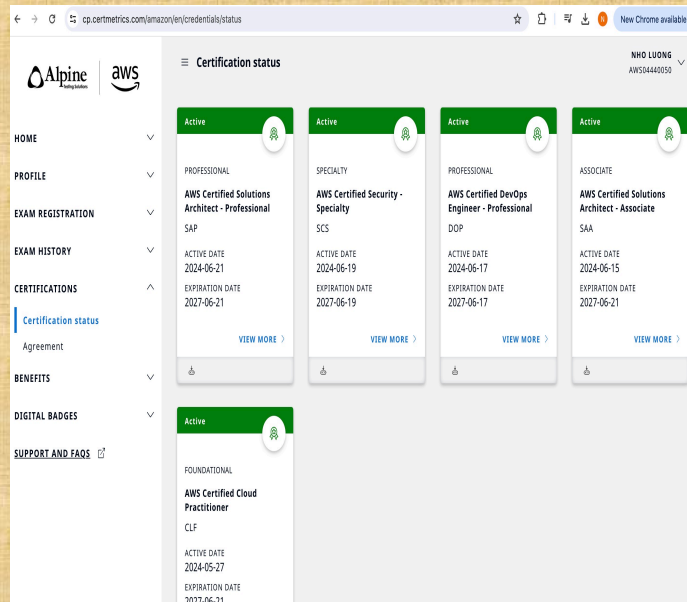 cp.certmetrics.com/amazon/en/credentials/status
N
New Chrome available
Alpine
Testing Solutions
aws
Certification status
NHO LUONG
AWS04440050
HOME
PROFILE
EXAM REGISTRATION
EXAM HISTORY
CERTIFICATIONS
Certification status
Agreement
BENEFITS
DIGITAL BADGES
SUPPORT AND FAQS
Active
PROFESSIONAL
AWS Certified Solutions
Architect - Professional
SAP
ACTIVE DATE
2024-06-21
EXPIRATION DATE
2027-06-21
VIEW MORE
Active
SPECIALTY
AWS Certified Security -
Specialty
SCS
ACTIVE DATE
2024-06-19
EXPIRATION DATE
2027-06-19
VIEW MORE
Active
PROFESSIONAL
AWS Certified DevOps
Engineer - Professional
DOP
ACTIVE DATE
2024-06-17
EXPIRATION DATE
2027-06-17
VIEW MORE
Active
ASSOCIATE
AWS Certified Solutions
Architect - Associate
SAA
ACTIVE DATE
2024-06-15
EXPIRATION DATE
2027-06-21
VIEW MORE
Active
FOUNDATIONAL
AWS Certified Cloud
Practitioner
CLF
ACTIVE DATE
2024-05-27
EXPIRATION DATE
2027-06-21